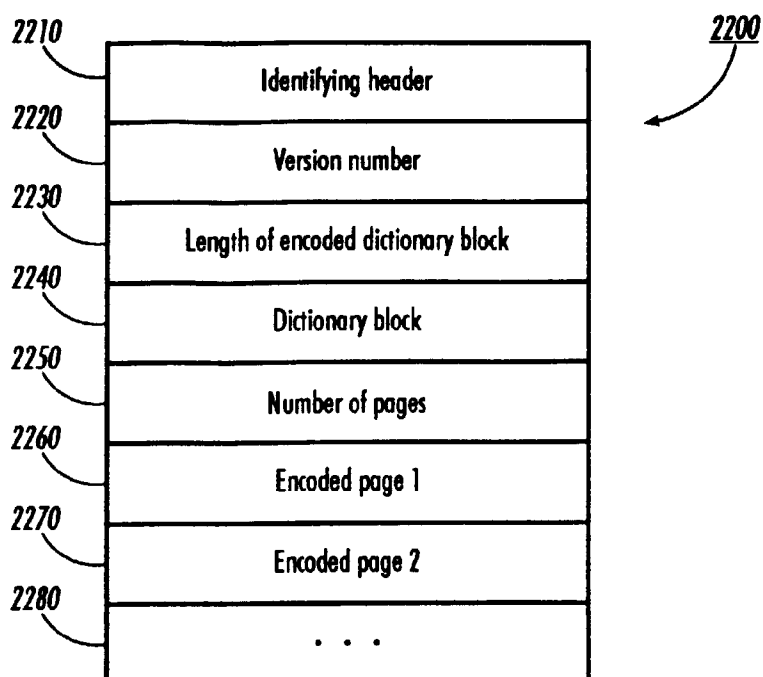 2210
2200
Identifying header
2220
Version number
2230
Length of encoded dictionary block
2240
Dictionary block
2250
Number of pages
2260
Encoded page 1
2270
Encoded page 2
2280
. . .